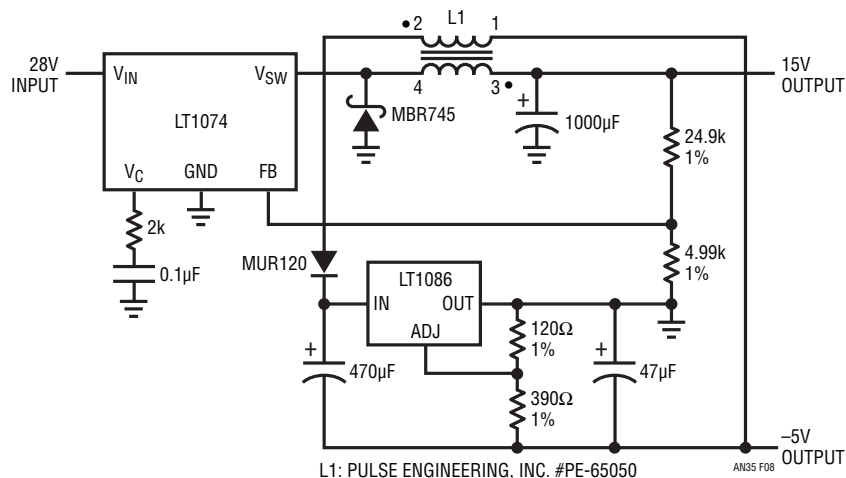 • 2 L1 1
28V
INPUT
V_IN
V_SW
4 3 •
15V
OUTPUT
LT1074
MBR745
+
1000µF
24.9k
1%
V_C GND FB
2k
0.1µF
MUR120
LT1086
IN OUT
ADJ
4.99k
1%
+
470µF
120Ω
1%
+
47µF
390Ω
1%
–5V
OUTPUT
L1: PULSE ENGINEERING, INC. #PE-65050
AN35 F08